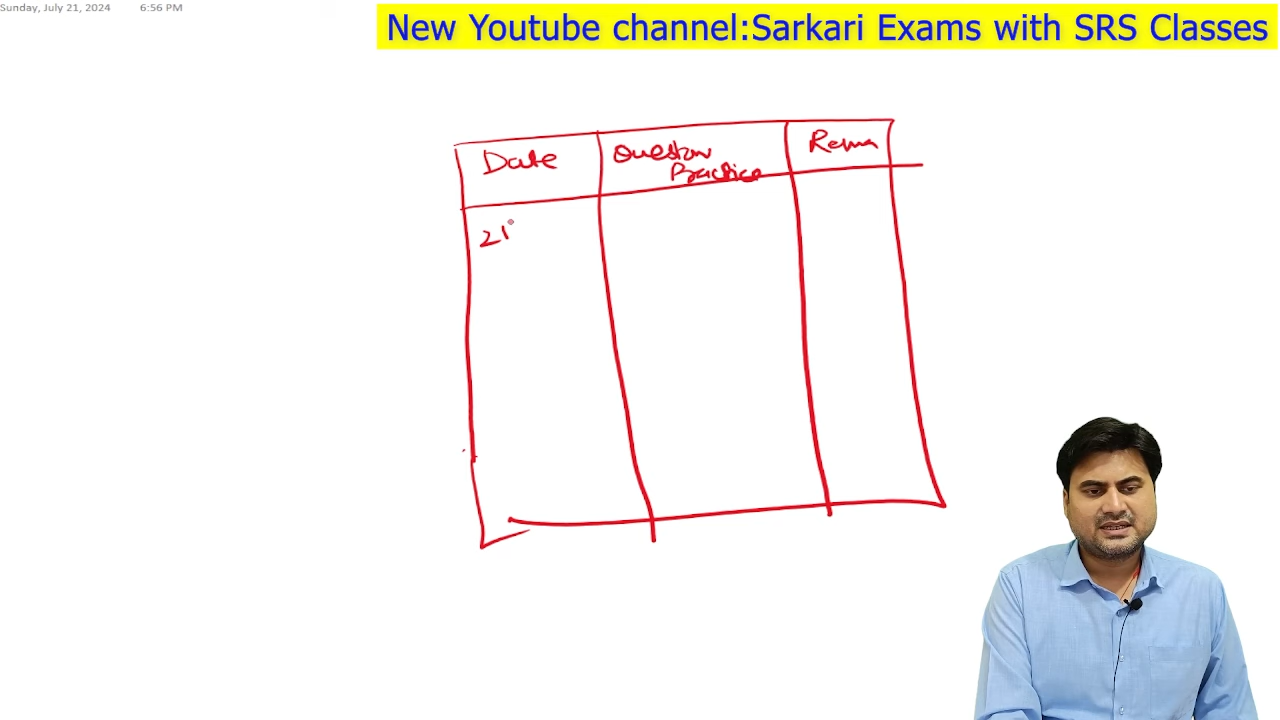 Sunday, July 21, 2024 6:56 PM
New Youtube channel:Sarkari Exams with SRS Classes
Date
Question
Practice
Rema
21